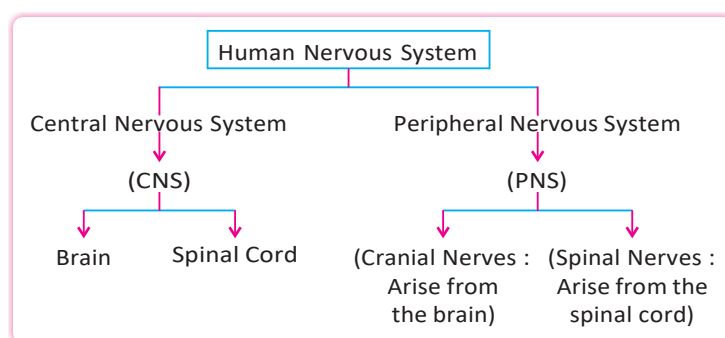 Human Nervous System
Central Nervous System
Peripheral Nervous System
(CNS)
(PNS)
Brain
Spinal Cord
(Cranial Nerves :
Arise from
the brain)
(Spinal Nerves :
Arise from the
spinal cord)